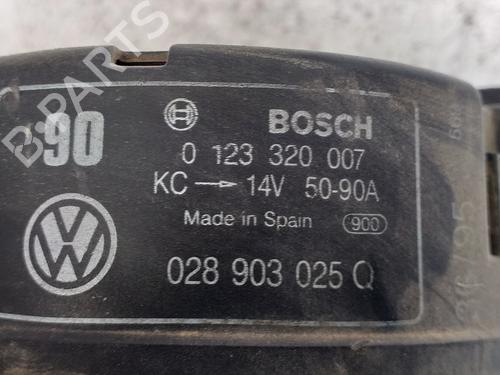 90
BOSCH
0 123 320 007
KC → 14V 50-90A
Made in Spain 900
028 903 025 Q
B-PARTS